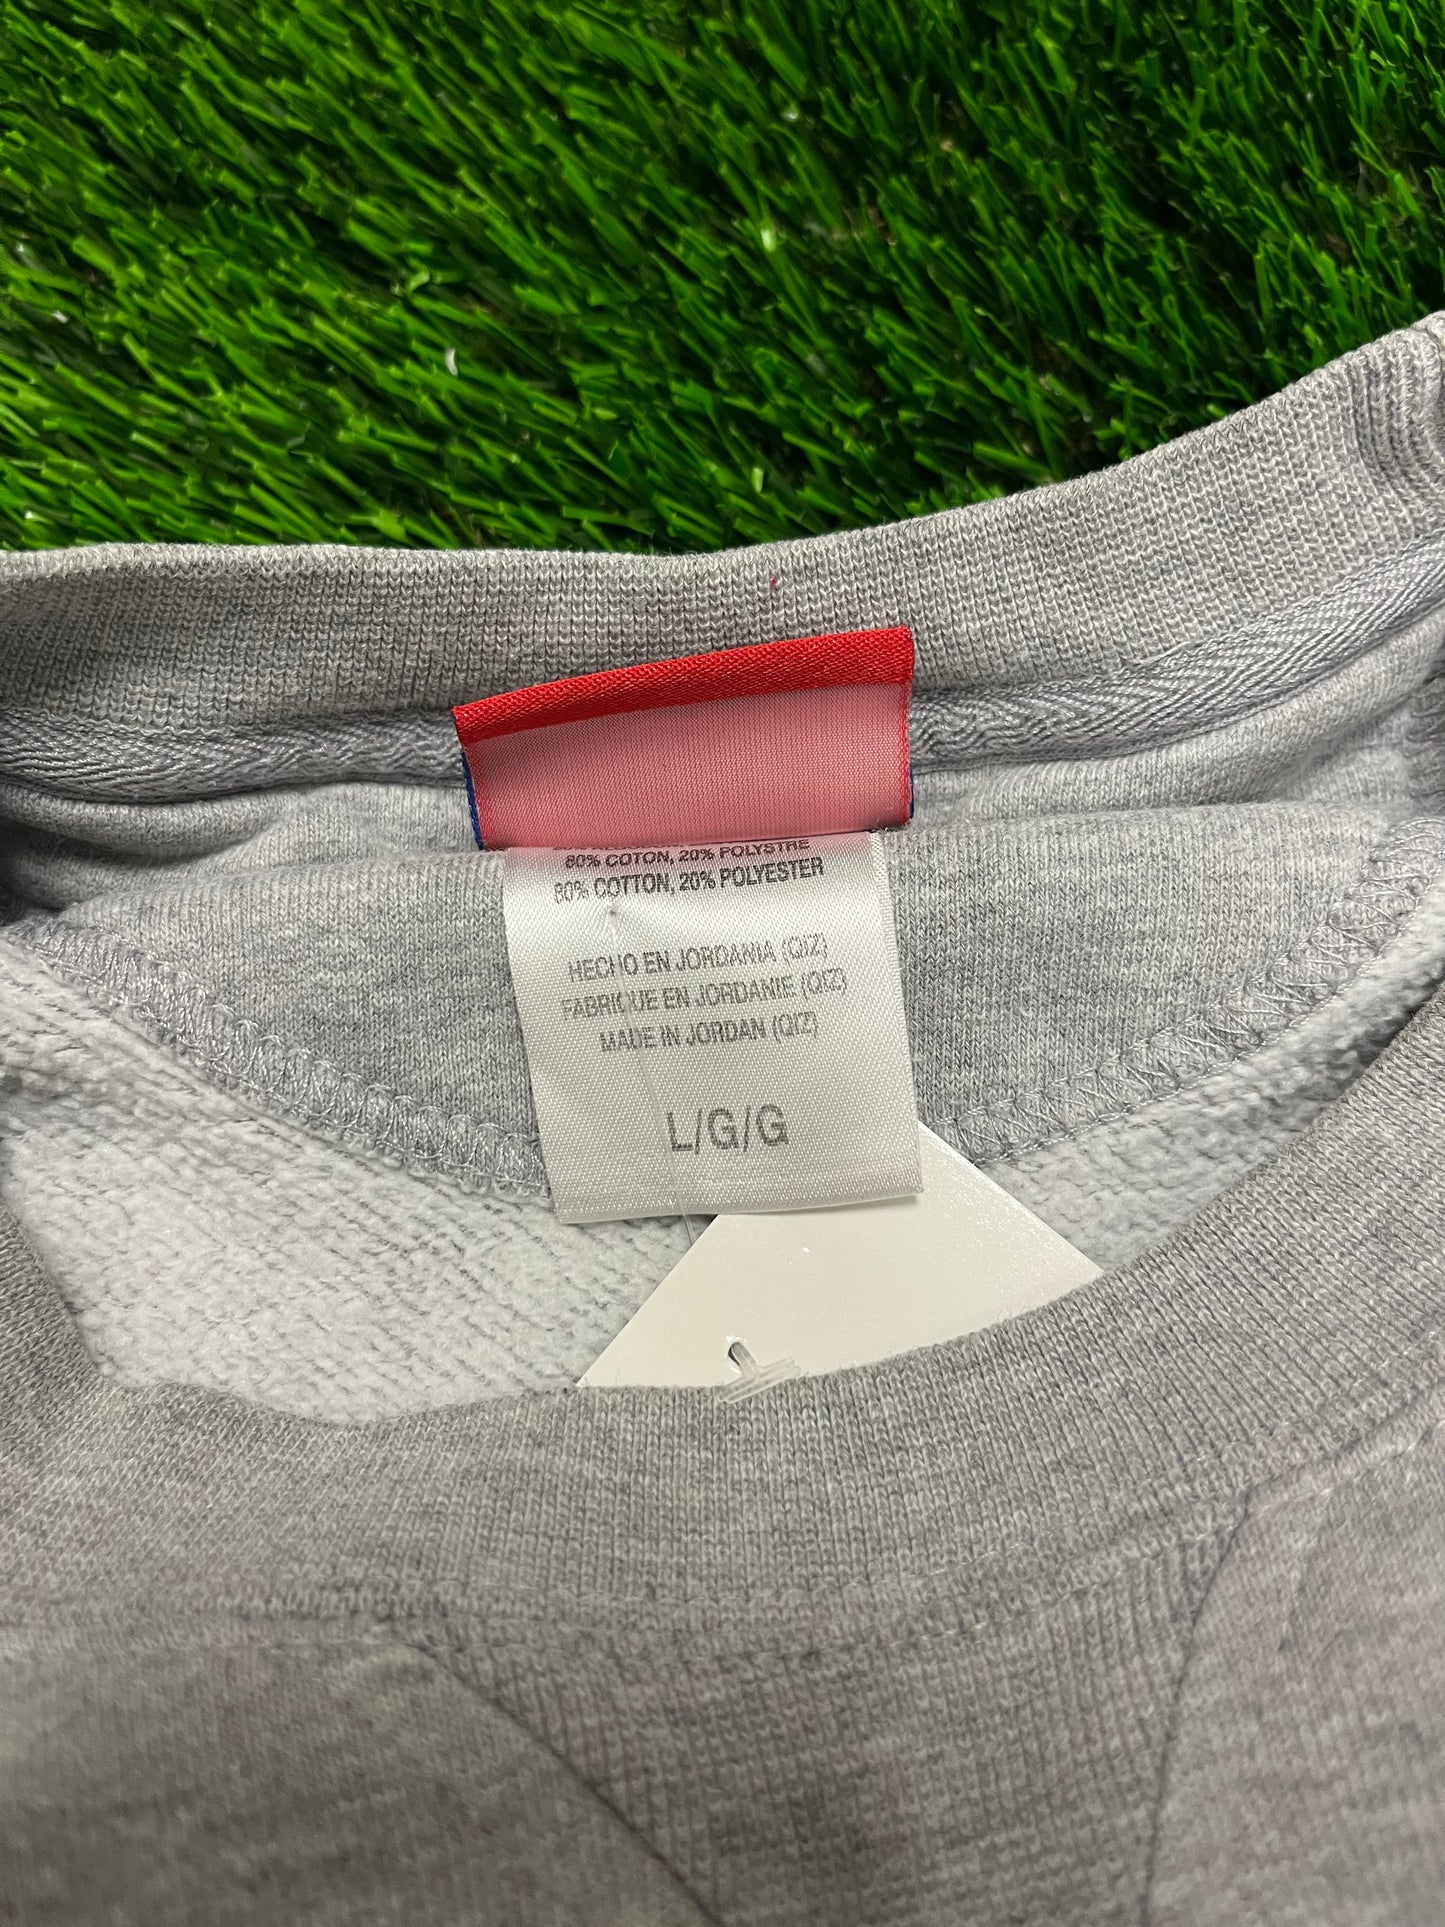 80% COTON, 20% POLYSTRE
80% COTTON, 20% POLYESTER
HECHO EN JORDANIA (QIZ)
FABRIQUE EN JORDANIE (QIZ)
MADE IN JORDAN (QIZ)
L/G/G